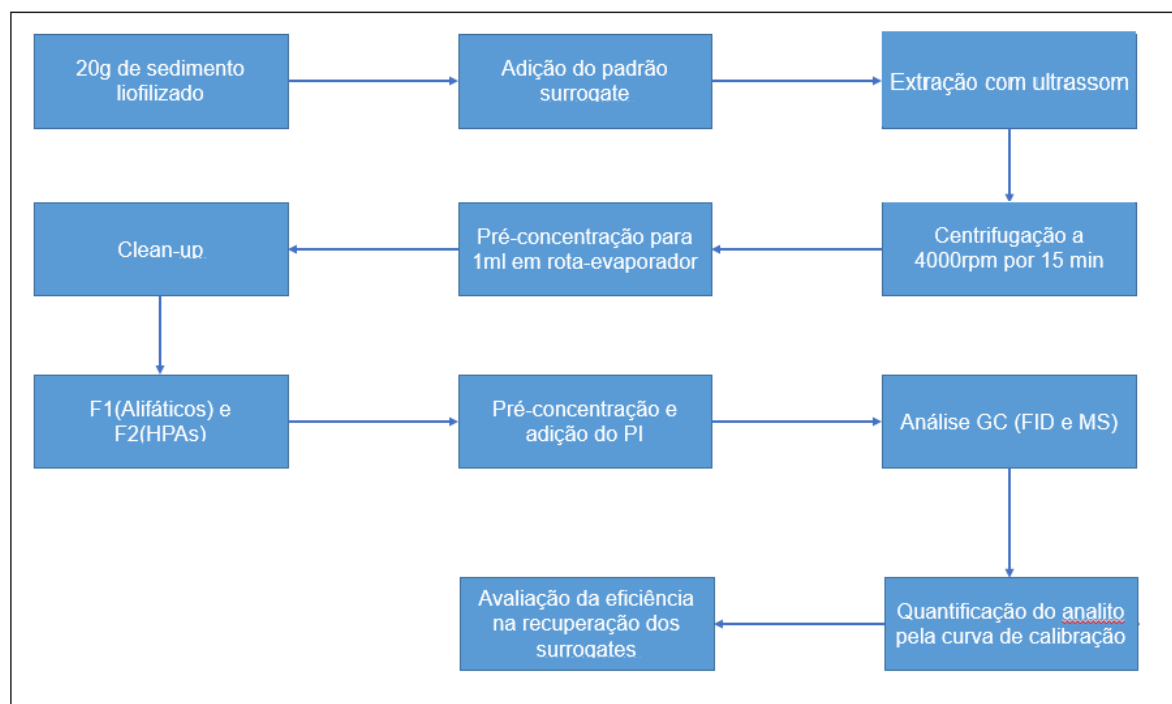 20g de sedimento
liofilizado
Adição do padrão
surrogate
Extração com ultrassom
Centrifugação a
4000rpm por 15 min
Pré-concentração para
1ml em rota-evaporador
Clean-up
F1(Alifáticos) e
F2(HPAs)
Pré-concentração e
adição do PI
Análise GC (FID e MS)
Quantificação do analito
pela curva de calibração
Avaliação da eficiência
na recuperação dos
surrogates